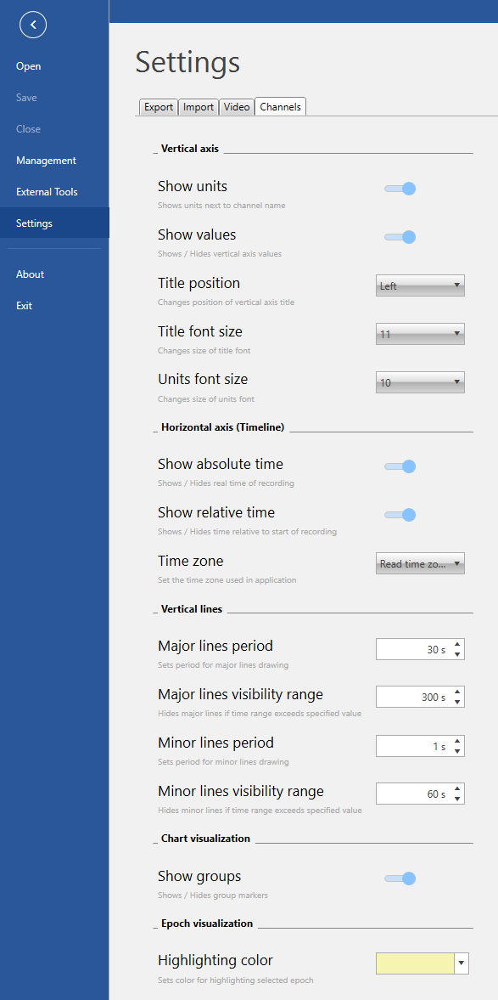 Open
Save
Close
Management
External Tools
Settings
About
Exit
Settings
Export Import Video Channels
Vertical axis
Show units
Shows units next to channel name
Show values
Shows / Hides vertical axis values
Title position Left
Changes position of vertical axis title
Title font size 11
Changes size of title font
Units font size 10
Changes size of units font
Horizontal axis (Timeline)
Show absolute time
Shows / Hides real time of recording
Show relative time
Shows / Hides time relative to start of recording
Time zone Read time zo...
Set the time zone used in application
Vertical lines
Major lines period 30 s
Sets period for major lines drawing
Major lines visibility range 300 s
Hides major lines if time range exceeds specified value
Minor lines period 1 s
Sets period for minor lines drawing
Minor lines visibility range 60 s
Hides minor lines if time range exceeds specified value
Chart visualization
Show groups
Shows / Hides group markers
Epoch visualization
Highlighting color
Sets color for highlighting selected epoch